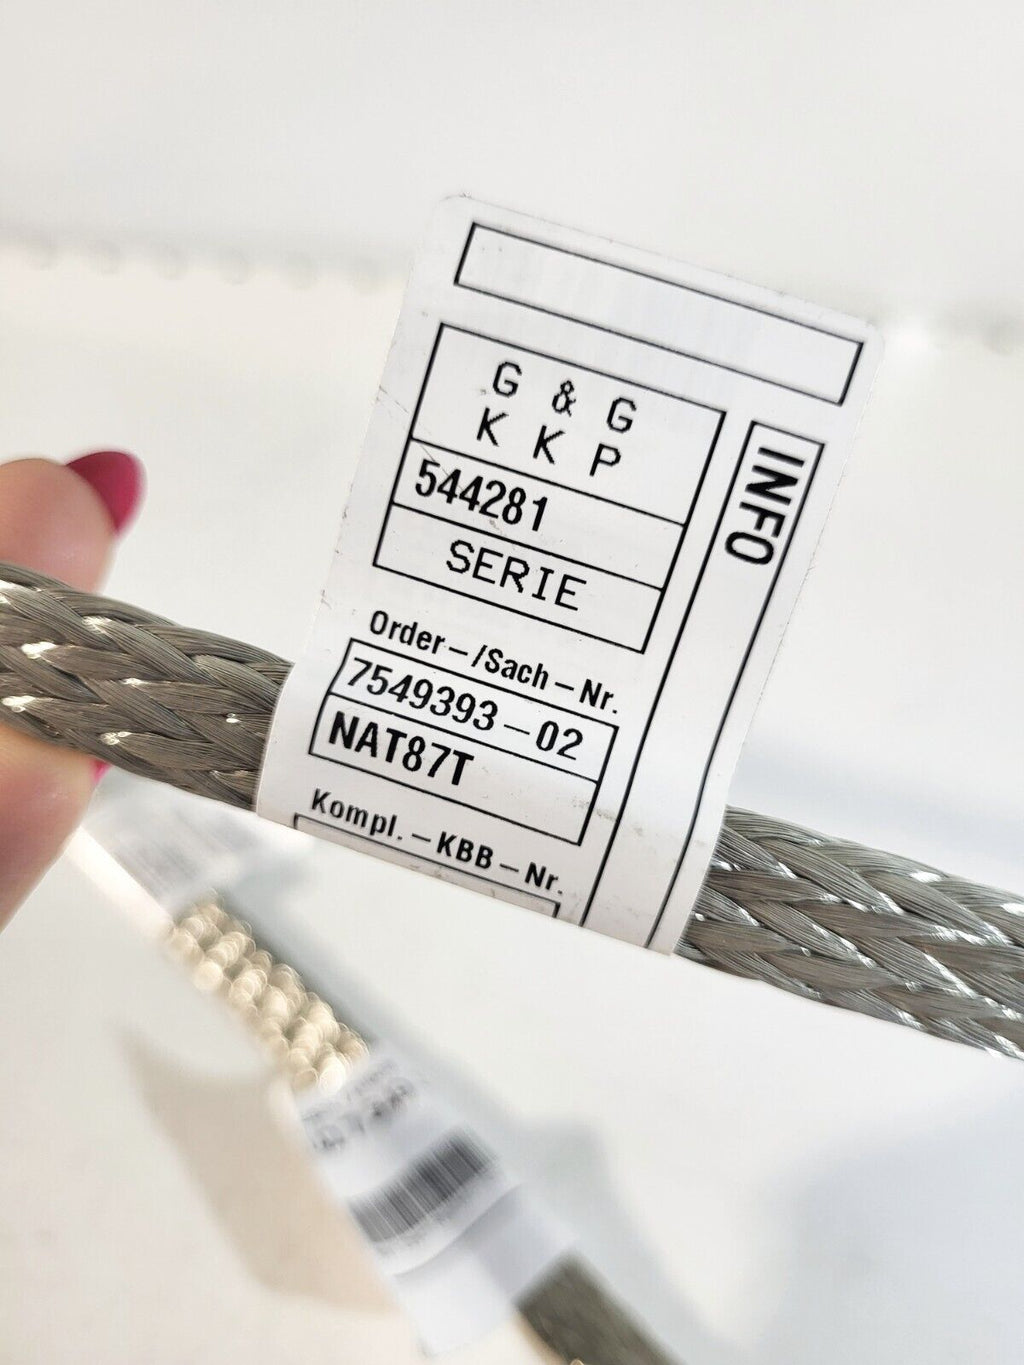 G & G
K K P
544281
SERIE
Order-/Sach-Nr.
7549393-02
NAT87T
Kompl.-KBB-Nr.
INFO